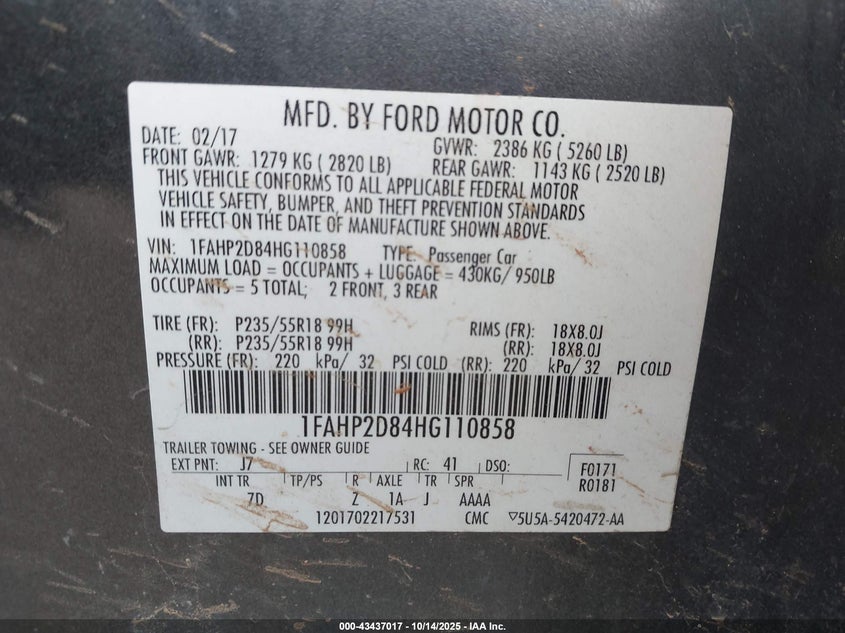 MFD. BY FORD MOTOR CO.
DATE: 02/17 GVWR: 2386 KG ( 5260 LB)
FRONT GAWR: 1279 KG ( 2820 LB) REAR GAWR: 1143 KG ( 2520 LB)
THIS VEHICLE CONFORMS TO ALL APPLICABLE FEDERAL MOTOR
VEHICLE SAFETY, BUMPER, AND THEFT PREVENTION STANDARDS
IN EFFECT ON THE DATE OF MANUFACTURE SHOWN ABOVE.
VIN: 1FAHP2D84HG110858 TYPE: Passenger Car
MAXIMUM LOAD = OCCUPANTS + LUGGAGE = 430KG/ 950LB
OCCUPANTS = 5 TOTAL; 2 FRONT, 3 REAR
TIRE (FR): P235/55R18 99H RIMS (FR): 18X8.0J
(RR): P235/55R18 99H (RR): 18X8.0J
PRESSURE (FR): 220 kPa/ 32 PSI COLD (RR): 220 kPa/ 32 PSI COLD
1FAHP2D84HG110858
TRAILER TOWING - SEE OWNER GUIDE
EXT PNT: J7 RC: 41 DSO: F0171
INT TR TP/PS R AXLE TR SPR R0181
7D Z 1A J AAAA
1201702217531 CMC ▽5U5A-5420472-AA
000-43437017 - 10/14/2025 - IAA Inc.